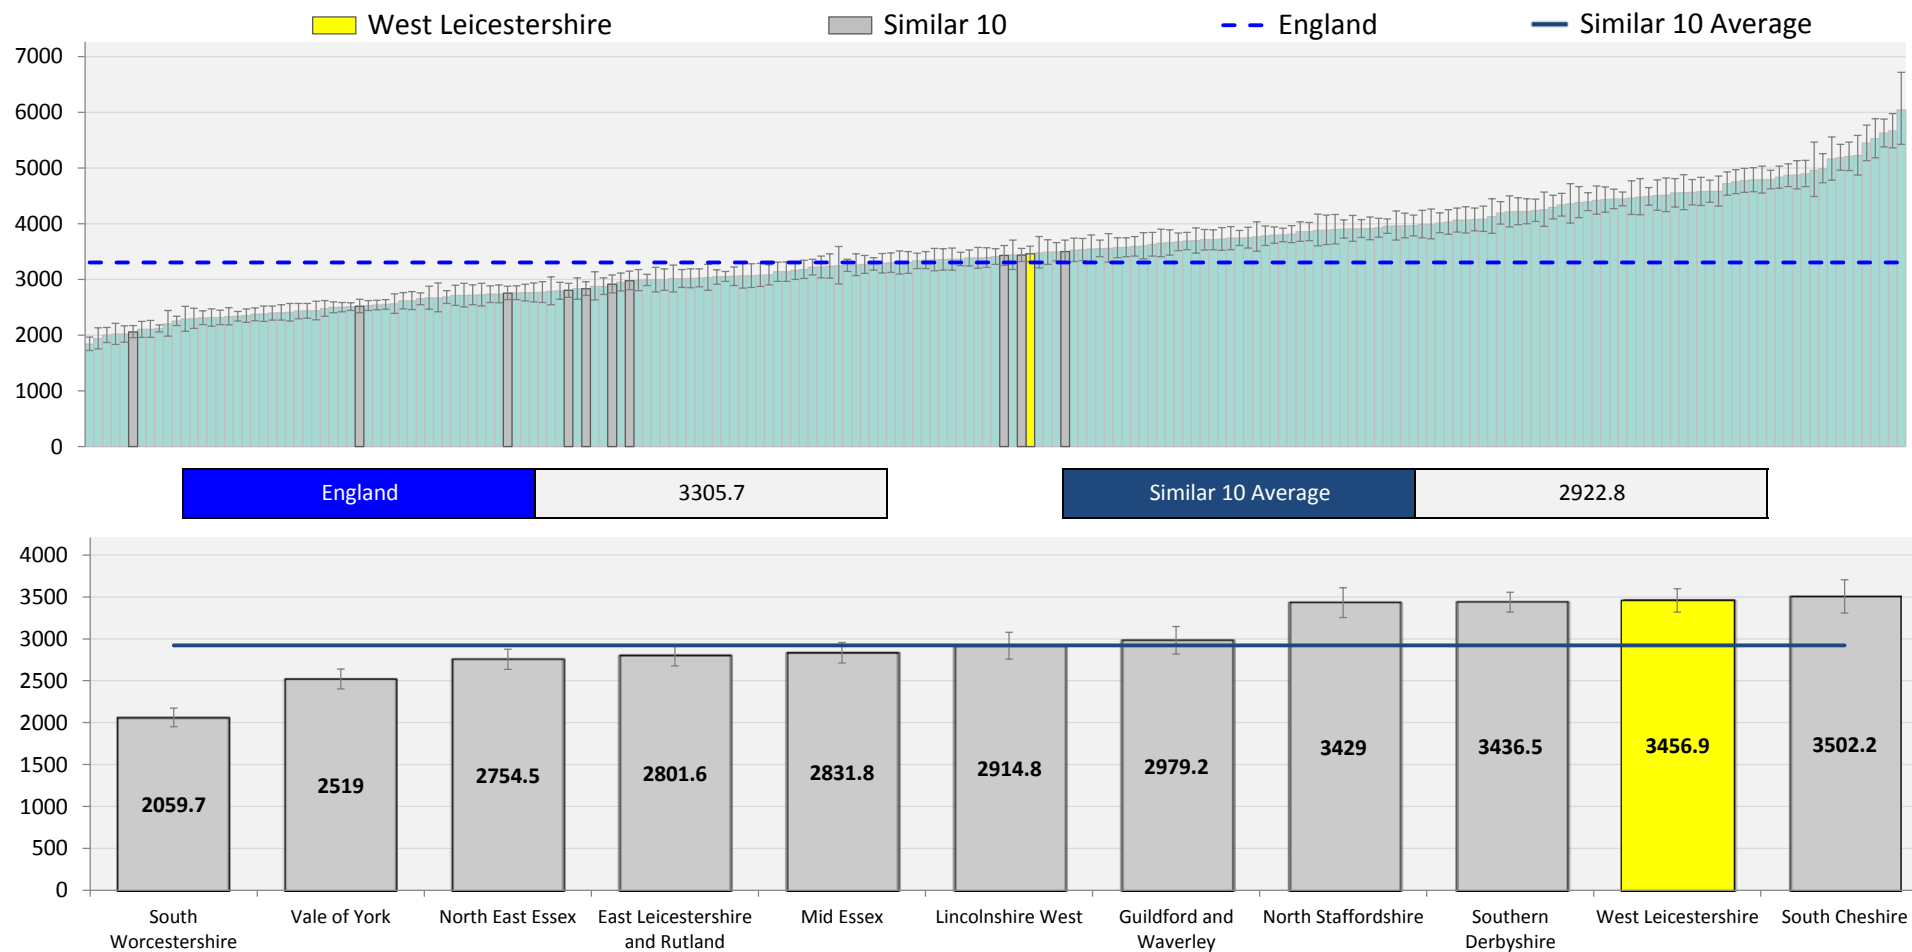 West Leicestershire
Similar 10
England
Similar 10 Average
7000
6000
5000
4000
3000
2000
1000
0
England
3305.7
Similar 10 Average
2922.8
4000
3500
3000
2500
2000
1500
1000
500
0
2059.7
2519
2754.5
2801.6
2831.8
2914.8
2979.2
3429
3436.5
3456.9
3502.2
South
Worcestershire
Vale of York
North East Essex
East Leicestershire
and Rutland
Mid Essex
Lincolnshire West
Guildford and
Waverley
North Staffordshire
Southern
Derbyshire
West Leicestershire
South Cheshire